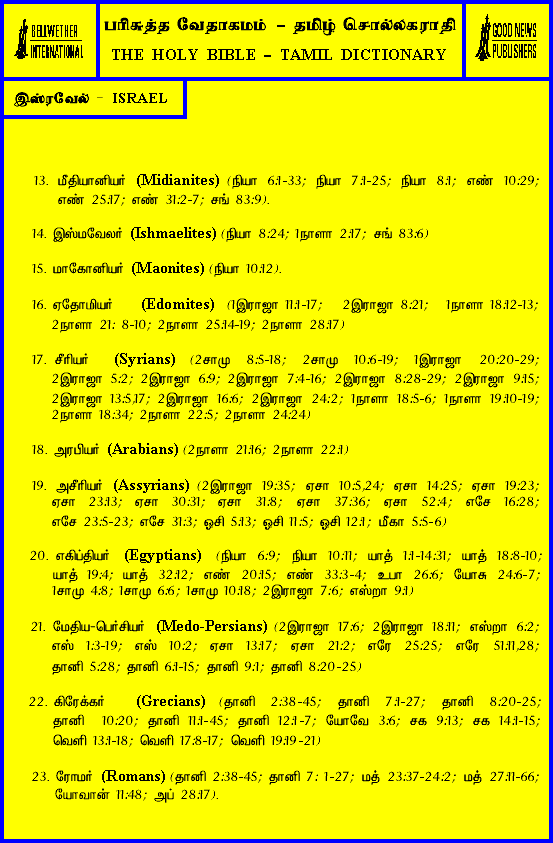 BELLWETHER
INTERNATIONAL
பரிசுத்த வேதாகமம் – தமிழ் சொல்லகராதி
THE HOLY BIBLE – TAMIL DICTIONARY
GOOD NEWS
PUBLISHERS
இஸ்ரவேல் – ISRAEL
13. மீதியானியர் (Midianites) (நியா 6:1-33; நியா 7:1-25; நியா 8:1; எண் 10:29;
எண் 25:17; எண் 31:2-7; சங் 83:9).
14. இஸ்மவேலர் (Ishmaelites) (நியா 8:24; 1நாளா 2:17; சங் 83:6)
15. மாகோனியர் (Maonites) (நியா 10:12).
16. ஏதோமியர் (Edomites) (1இராஜா 11:1-17; 2இராஜா 8:21; 1நாளா 18:12-13;
2நாளா 21: 8-10; 2நாளா 25:14-19; 2நாளா 28:17)
17. சீரியர் (Syrians) (2சாமு 8:5-18; 2சாமு 10:6-19; 1இராஜா 20:20-29;
2இராஜா 5:2; 2இராஜா 6:9; 2இராஜா 7:4-16; 2இராஜா 8:28-29; 2இராஜா 9:15;
2இராஜா 13:5,17; 2இராஜா 16:6; 2இராஜா 24:2; 1நாளா 18:5-6; 1நாளா 19:10-19;
2நாளா 18:34; 2நாளா 22:5; 2நாளா 24:24)
18. அரபியர் (Arabians) (2நாளா 21:16; 2நாளா 22:1)
19. அசீரியர் (Assyrians) (2இராஜா 19:35; ஏசா 10:5,24; ஏசா 14:25; ஏசா 19:23;
ஏசா 23:13; ஏசா 30:31; ஏசா 31:8; ஏசா 37:36; ஏசா 52:4; எசே 16:28;
எசே 23:5-23; எசே 31:3; ஒசி 5:13; ஒசி 11:5; ஒசி 12:1; மீகா 5:5-6)
20. எகிப்தியர் (Egyptians) (நியா 6:9; நியா 10:11; யாத் 1:1-14:31; யாத் 18:8-10;
யாத் 19:4; யாத் 32:12; எண் 20:15; எண் 33:3-4; உபா 26:6; யோசு 24:6-7;
1சாமு 4:8; 1சாமு 6:6; 1சாமு 10:18; 2இராஜா 7:6; எஸ்றா 9:1)
21. மேதிய-பெர்சியர் (Medo-Persians) (2இராஜா 17:6; 2இராஜா 18:11; எஸ்றா 6:2;
எஸ் 1:3-19; எஸ் 10:2; ஏசா 13:17; ஏசா 21:2; எரே 25:25; எரே 51:11,28;
தானி 5:28; தானி 6:1-15; தானி 9:1; தானி 8:20-25)
22. கிரேக்கர் (Grecians) (தானி 2:38-45; தானி 7:1-27; தானி 8:20-25;
தானி 10:20; தானி 11:1-45; தானி 12:1-7; யோவே 3:6; சக 9:13; சக 14:1-15;
வெளி 13:1-18; வெளி 17:8-17; வெளி 19:19-21)
23. ரோமர் (Romans) (தானி 2:38-45; தானி 7: 1-27; மத் 23:37-24:2; மத் 27:11-66;
யோவான் 11:48; அப் 28:17).